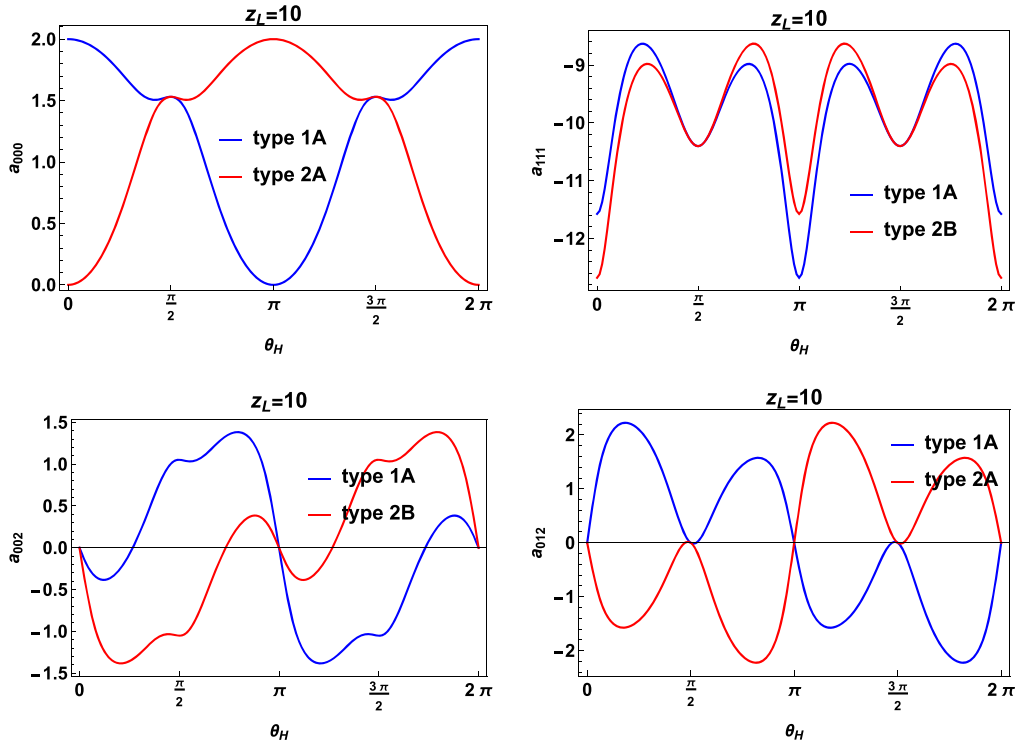 z_L=10
a_000
2.0
1.5
1.0
0.5
0.0
type 1A
type 2A
0 π/2 π 3π/2 2π
θ_H
z_L=10
a_111
−9
−10
−11
−12
type 1A
type 2B
0 π/2 π 3π/2 2π
θ_H
z_L=10
a_002
1.5
1.0
0.5
0.0
−0.5
−1.0
−1.5
type 1A
type 2B
0 π/2 π 3π/2 2π
θ_H
z_L=10
a_012
2
1
0
−1
−2
type 1A
type 2A
0 π/2 π 3π/2 2π
θ_H